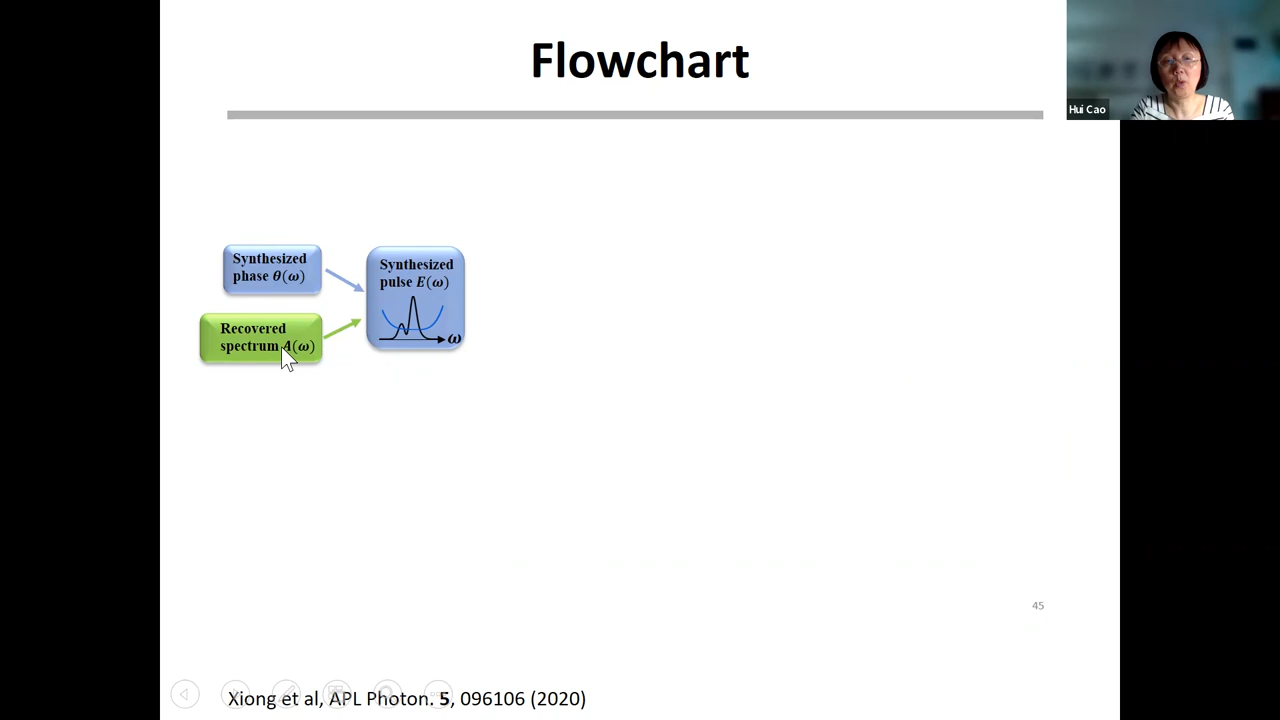 Flowchart
Hui Cao
Synthesized
phase θ(ω)
Synthesized
pulse E(ω)
ω
Recovered
spectrum A(ω)
45
Xiong et al, APL Photon. 5, 096106 (2020)